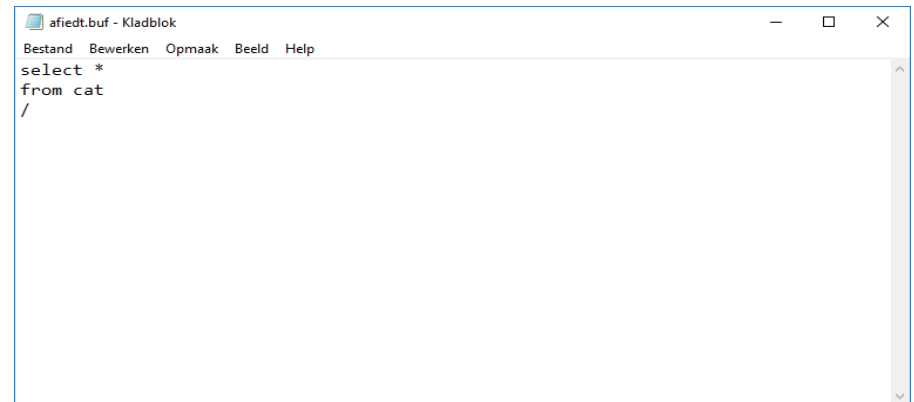 afiedt.buf - Kladblok
Bestand Bewerken Opmaak Beeld Help
select *
from cat
/